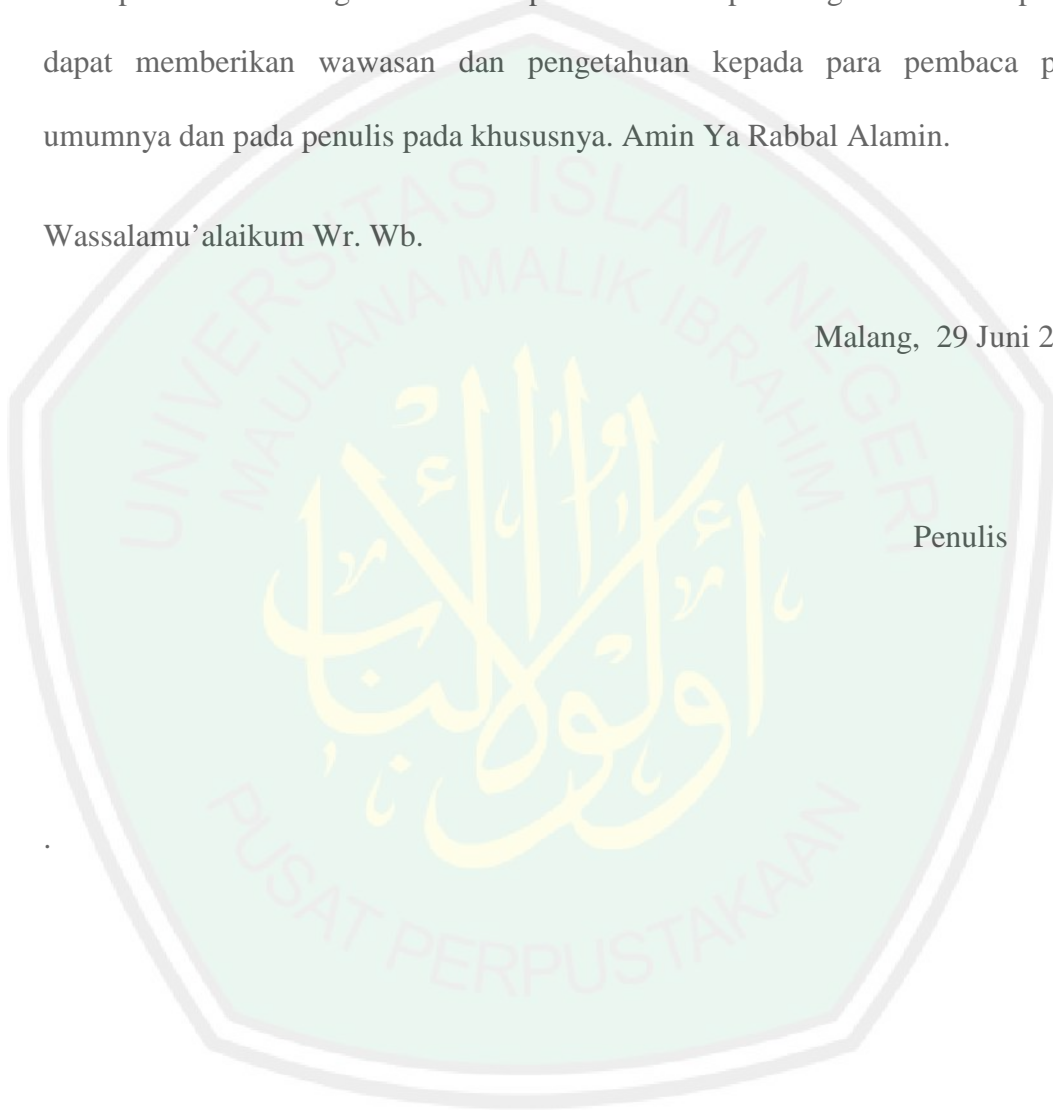 dapat memberikan wawasan dan pengetahuan kepada para pembaca
umumnya dan pada penulis pada khususnya. Amin Ya Rabbal Alamin.
Wassalamu’alaikum Wr. Wb.
Malang, 29 Juni
Penulis
.
UNIVERSITAS ISLAM NEGERI
MAULANA MALIK IBRAHIM
PUSAT PERPUSTAKAAN